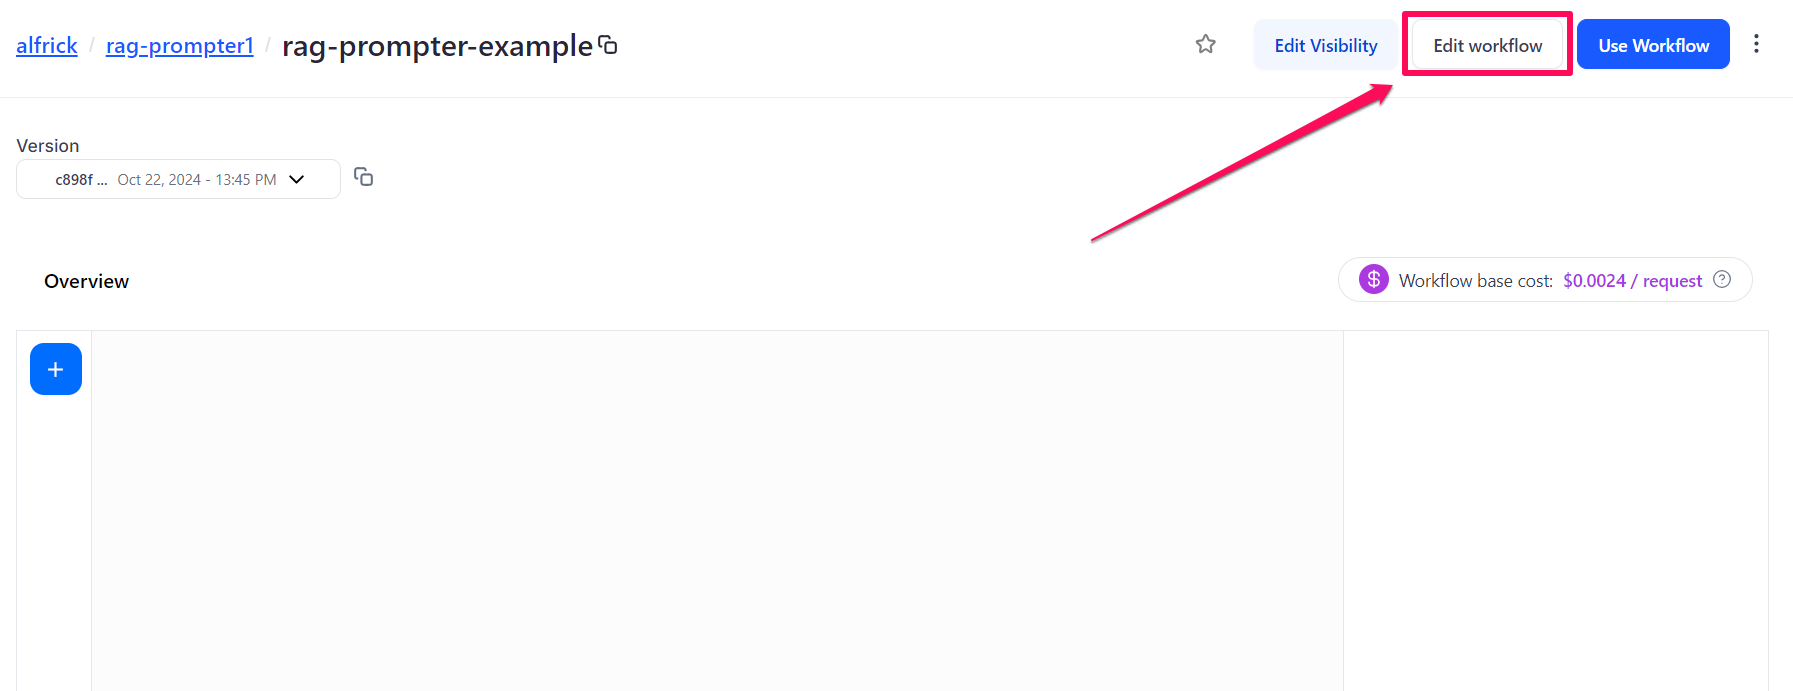 alfrick / rag-prompter1 / rag-prompter-example
Edit Visibility
Edit workflow
Use Workflow
Version
c898f ... Oct 22, 2024 - 13:45 PM
Overview
$ Workflow base cost: $0.0024 / request ?
+